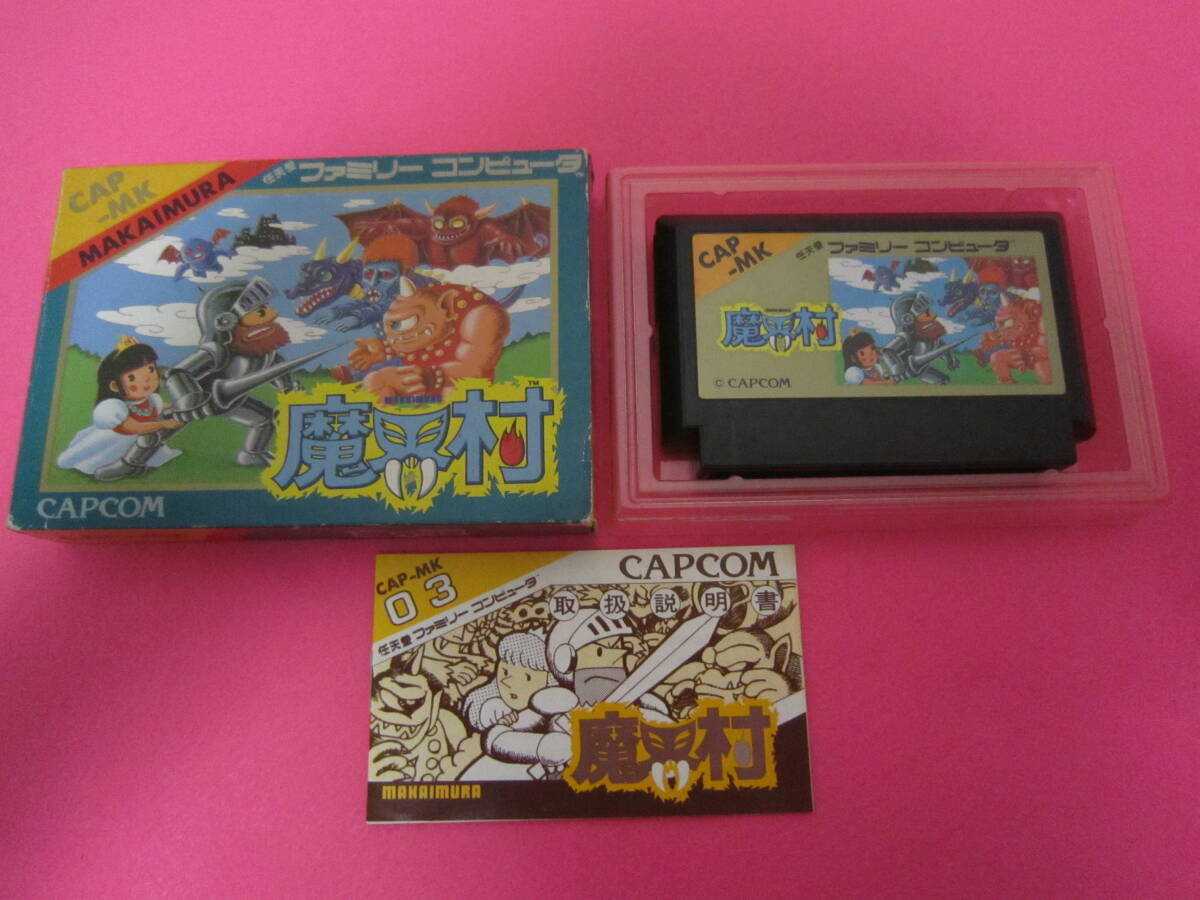 CAP
-MK
MAKAIMURA
任天堂 ファミリー コンピュータ
TM
MAKAIMURA
魔界村
CAPCOM
CAP
-MK
任天堂 ファミリー コンピュータ
魔界村
© CAPCOM
CAP-MK
03
任天堂 ファミリー コンピュータ
CAPCOM
取扱説明書
魔界村
MAKAIMURA